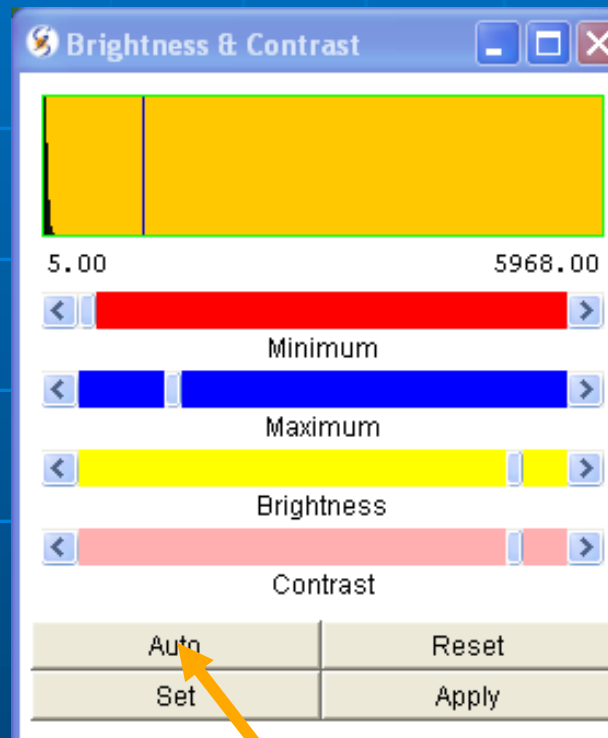 Brightness & Contrast
5.00 5968.00
Minimum
Maximum
Brightness
Contrast
Auto Reset
Set Apply